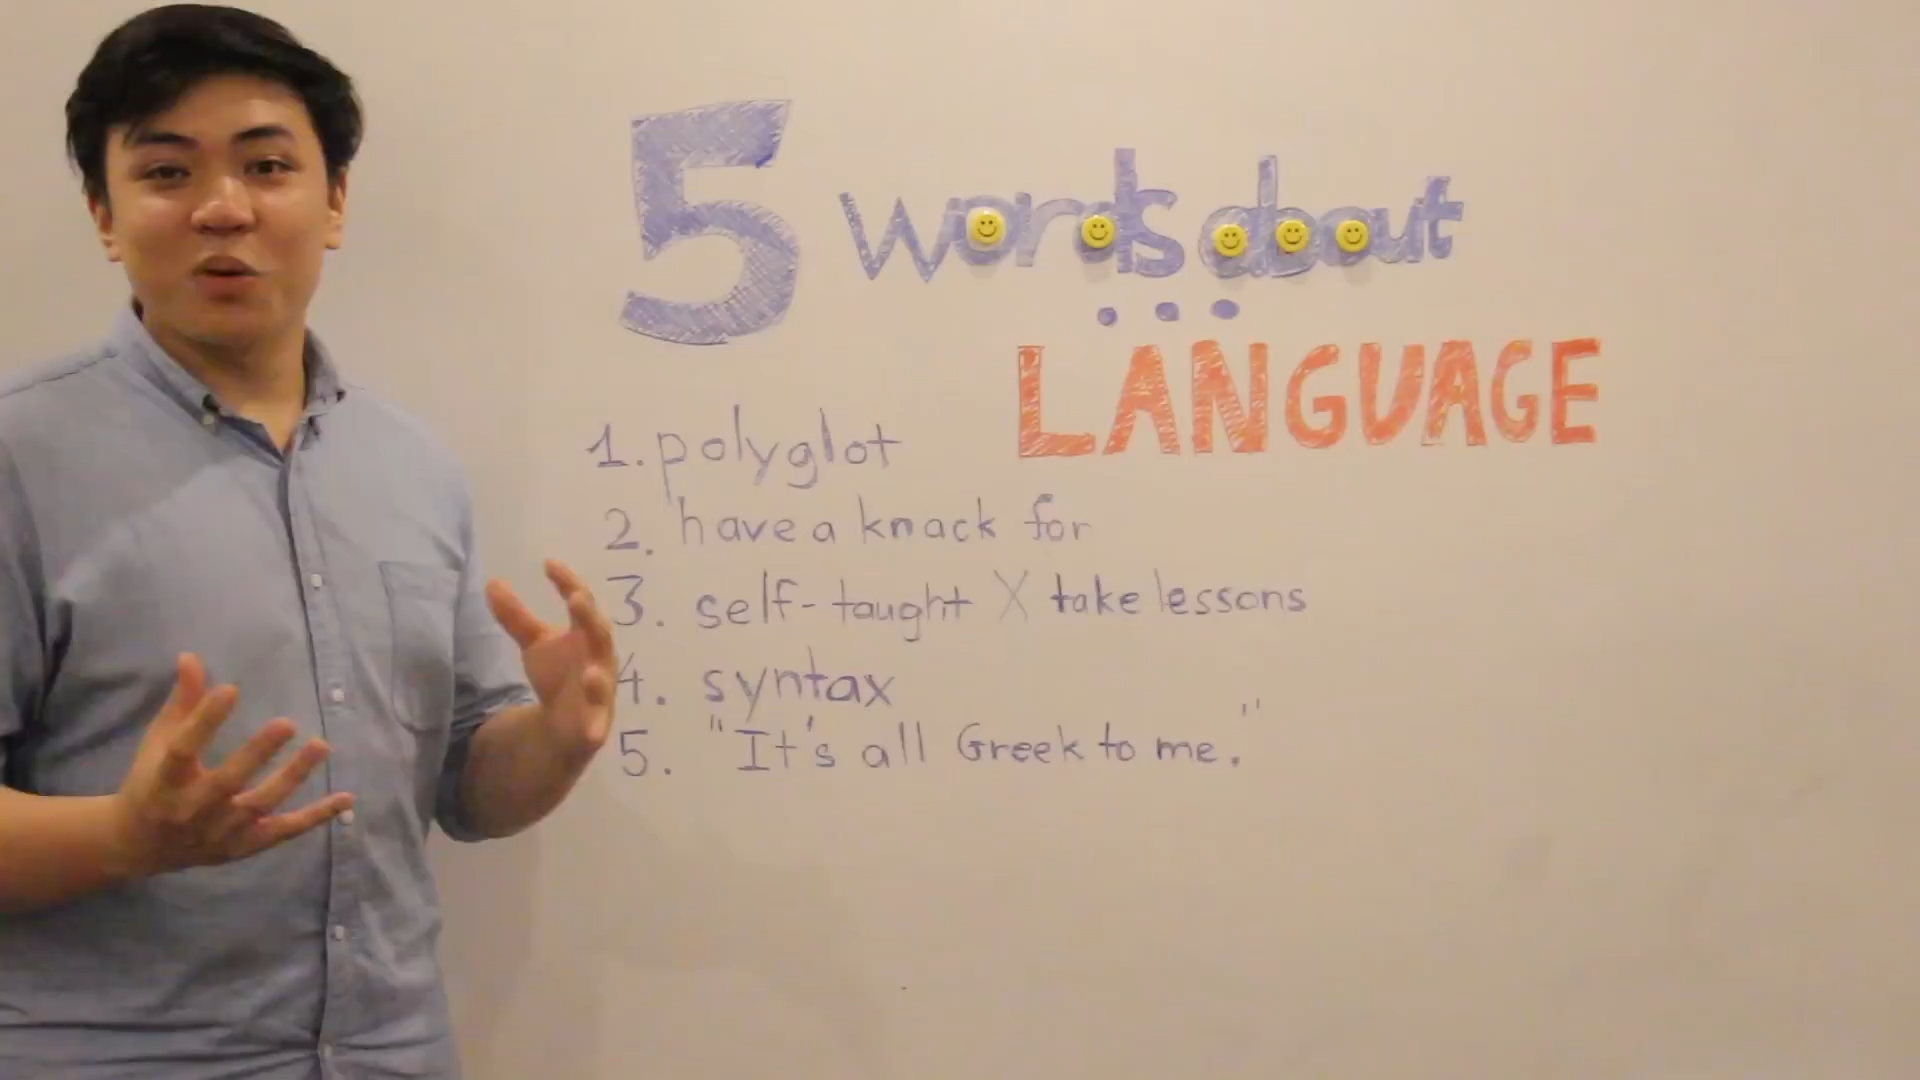 5 words about
...
LANGUAGE
1. polyglot
2. have a knack for
3. self-taught X take lessons
4. syntax
5. "It's all Greek to me."